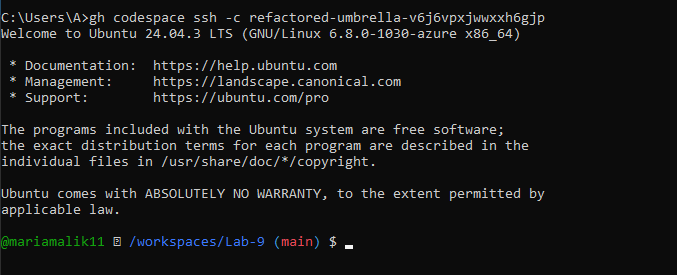 C:\Users\A>gh codespace ssh -c refactored-umbrella-v6j6vpxjwwxxh6gjp
Welcome to Ubuntu 24.04.3 LTS (GNU/Linux 6.8.0-1030-azure x86_64)
* Documentation:  https://help.ubuntu.com
* Management:     https://landscape.canonical.com
* Support:        https://ubuntu.com/pro
The programs included with the Ubuntu system are free software;
the exact distribution terms for each program are described in the
individual files in /usr/share/doc/*/copyright.
Ubuntu comes with ABSOLUTELY NO WARRANTY, to the extent permitted by
applicable law.
@mariamalik11 /workspaces/Lab-9 (main) $